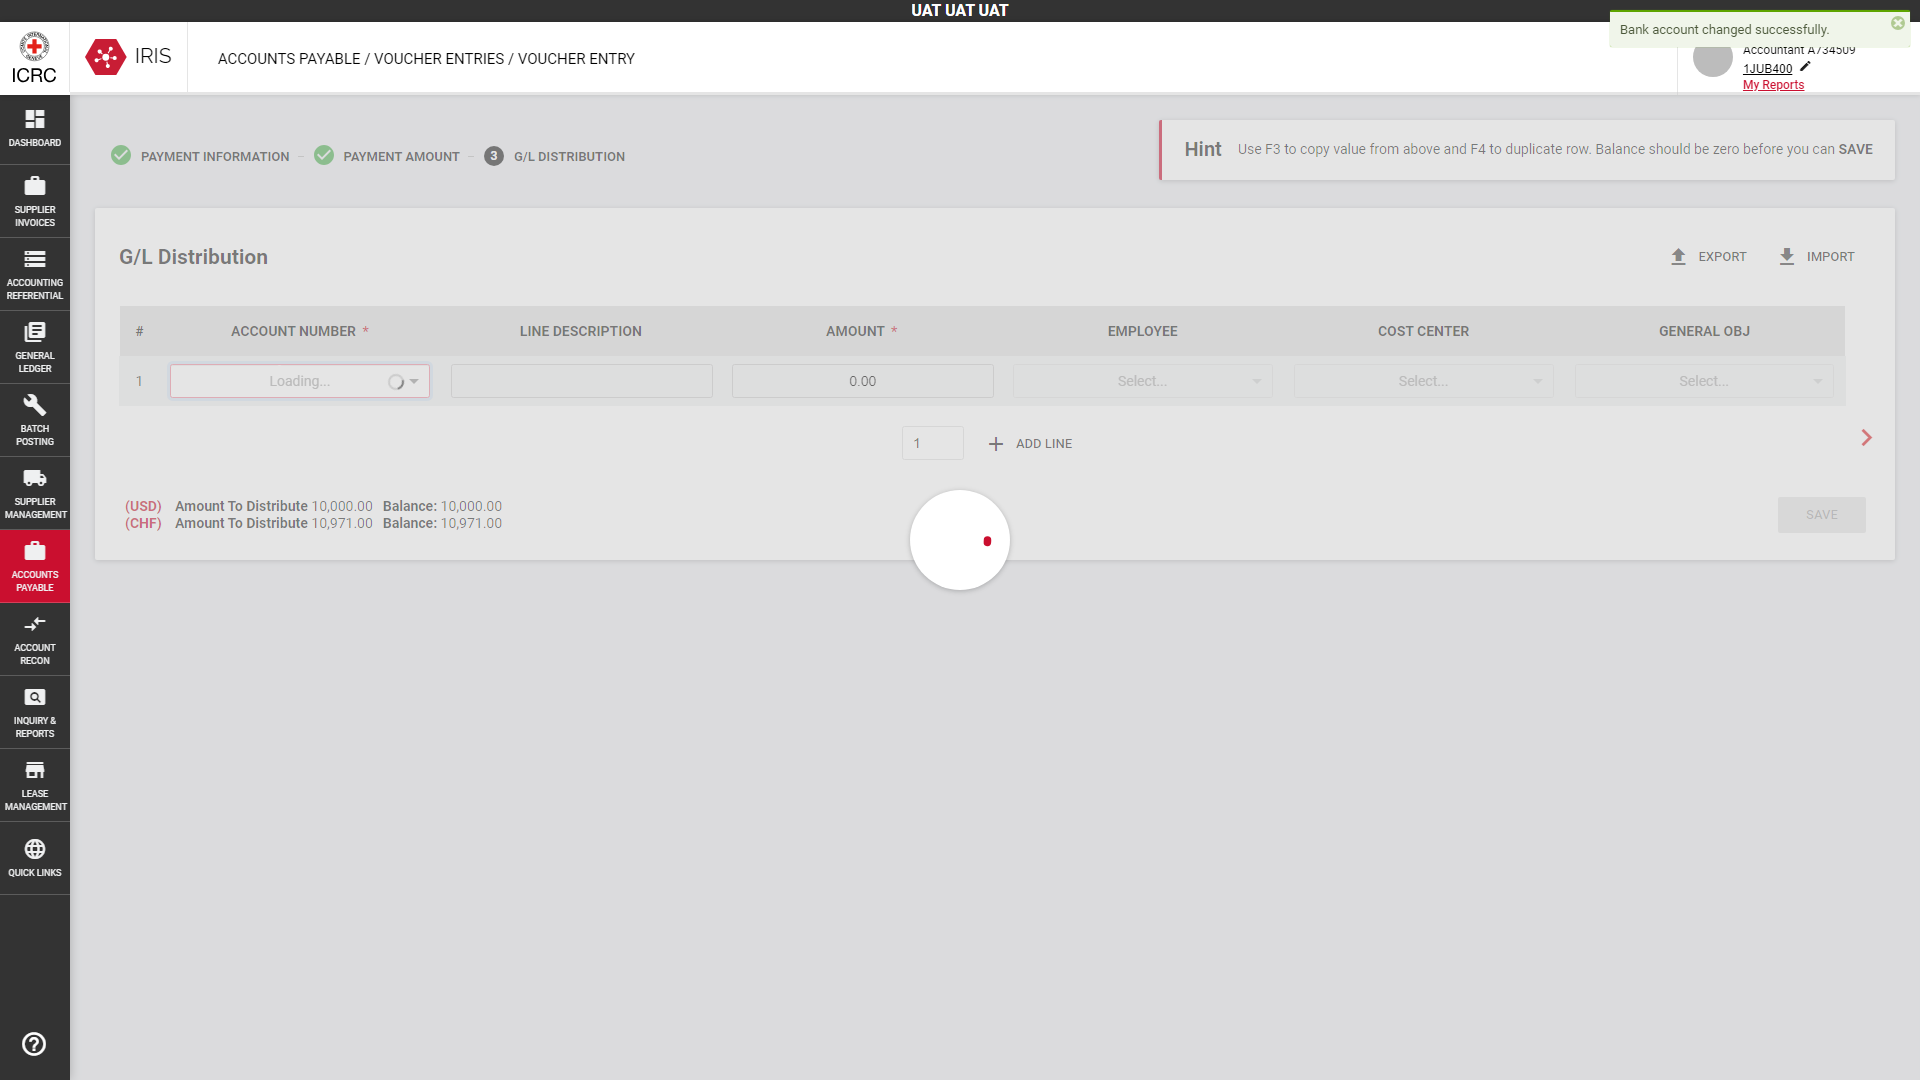 UAT UAT UAT
Bank account changed successfully.
ICRC
IRIS
ACCOUNTS PAYABLE / VOUCHER ENTRIES / VOUCHER ENTRY
Accountant A734509
1JUB400
My Reports
DASHBOARD
SUPPLIER
INVOICES
ACCOUNTING
REFERENTIAL
GENERAL
LEDGER
BATCH
POSTING
SUPPLIER
MANAGEMENT
ACCOUNTS
PAYABLE
ACCOUNT
RECON
INQUIRY &
REPORTS
LEASE
MANAGEMENT
QUICK LINKS
PAYMENT INFORMATION
PAYMENT AMOUNT
3 G/L DISTRIBUTION
Hint Use F3 to copy value from above and F4 to duplicate row. Balance should be zero before you can SAVE
G/L Distribution
EXPORT
IMPORT
# ACCOUNT NUMBER * LINE DESCRIPTION AMOUNT * EMPLOYEE COST CENTER GENERAL OBJ
1 Loading... 0.00 Select... Select... Select...
1 ADD LINE
(USD) Amount To Distribute 10,000.00 Balance: 10,000.00
(CHF) Amount To Distribute 10,971.00 Balance: 10,971.00
SAVE